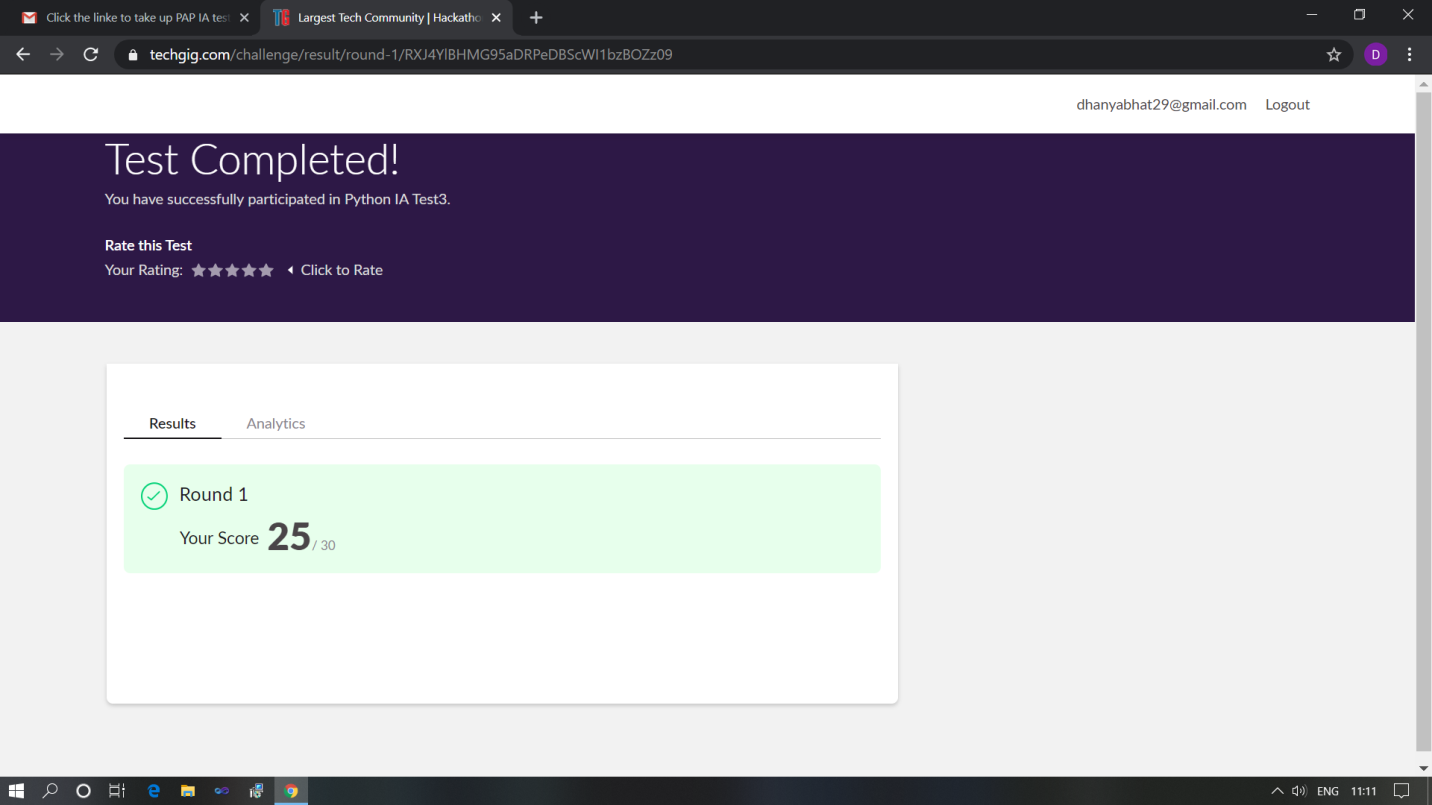 Click the linke to take up PAP IA test
Largest Tech Community | Hackatho
techgig.com/challenge/result/round-1/RXJ4YlBHMG95aDRPeDBScWI1bzBOZz09
D
dhanyabhat29@gmail.com Logout
Test Completed!
You have successfully participated in Python IA Test3.
Rate this Test
Your Rating: Click to Rate
Results Analytics
Round 1
Your Score 25 / 30
ENG 11:11